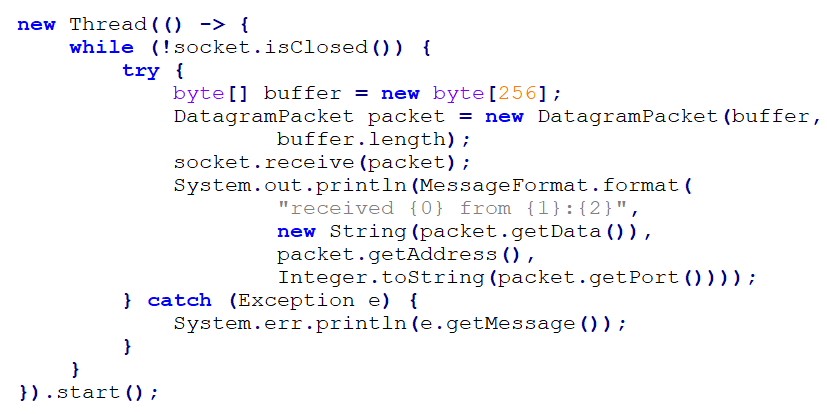 new Thread(() -> {
    while (!socket.isClosed()) {
        try {
            byte[] buffer = new byte[256];
            DatagramPacket packet = new DatagramPacket(buffer,
                    buffer.length);
            socket.receive(packet);
            System.out.println(MessageFormat.format(
                    "received {0} from {1}:{2}",
                    new String(packet.getData()),
                    packet.getAddress(),
                    Integer.toString(packet.getPort())));
        } catch (Exception e) {
            System.err.println(e.getMessage());
        }
    }
}).start();